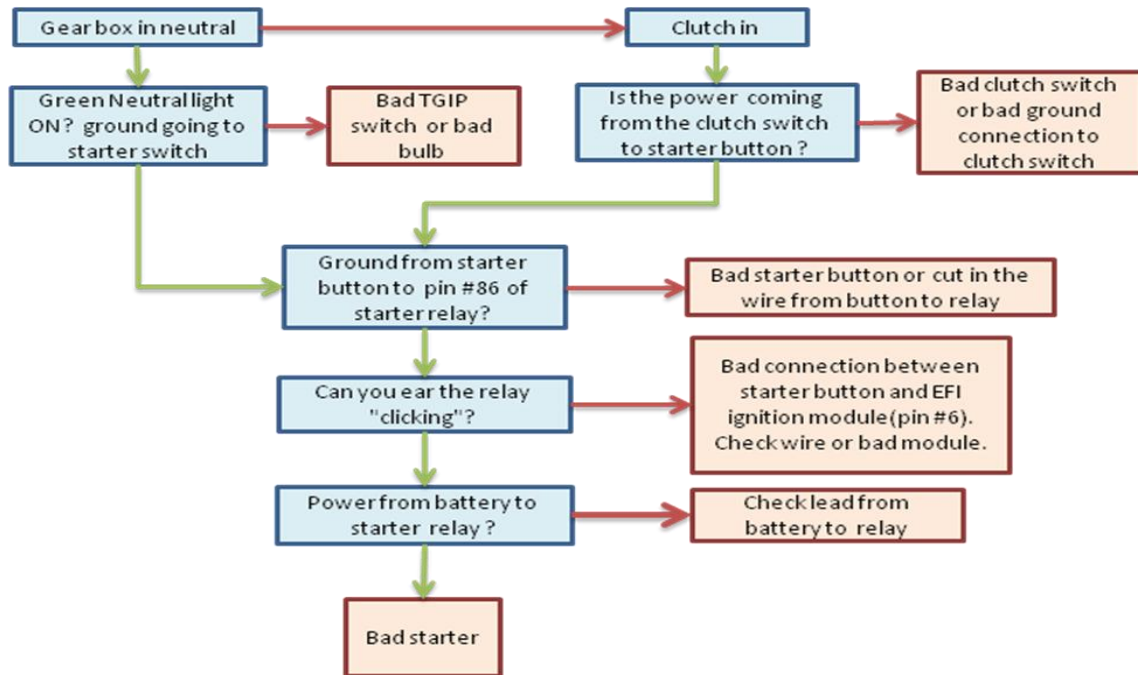 Gear box in neutral
Clutch in
Green Neutral light
ON? ground going to
starter switch
Bad TGIP
switch or bad
bulb
Is the power coming
from the clutch switch
to starter button ?
Bad clutch switch
or bad ground
connection to
clutch switch
Ground from starter
button to pin #86 of
starter relay?
Bad starter button or cut in the
wire from button to relay
Can you ear the relay
"clicking"?
Bad connection between
starter button and EFI
ignition module(pin #6).
Check wire or bad module.
Power from battery to
starter relay ?
Check lead from
battery to relay
Bad starter